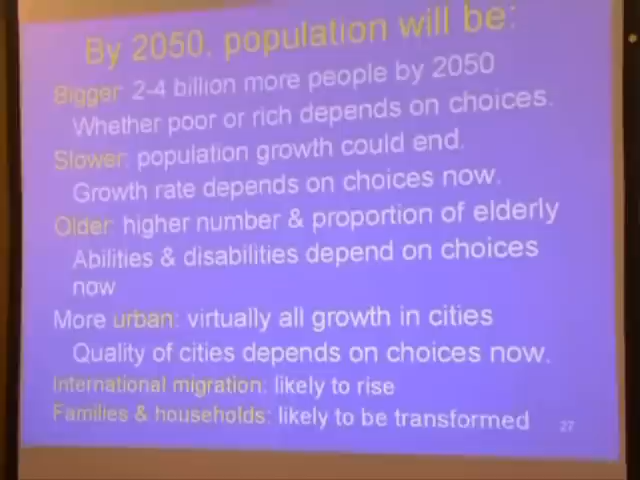 By 2050, population will be:
Bigger: 2-4 billion more people by 2050
Whether poor or rich depends on choices.
Slower: population growth could end.
Growth rate depends on choices now.
Older: higher number & proportion of elderly
Abilities & disabilities depend on choices
now
More urban: virtually all growth in cities
Quality of cities depends on choices now.
International migration: likely to rise
Families & households: likely to be transformed
27